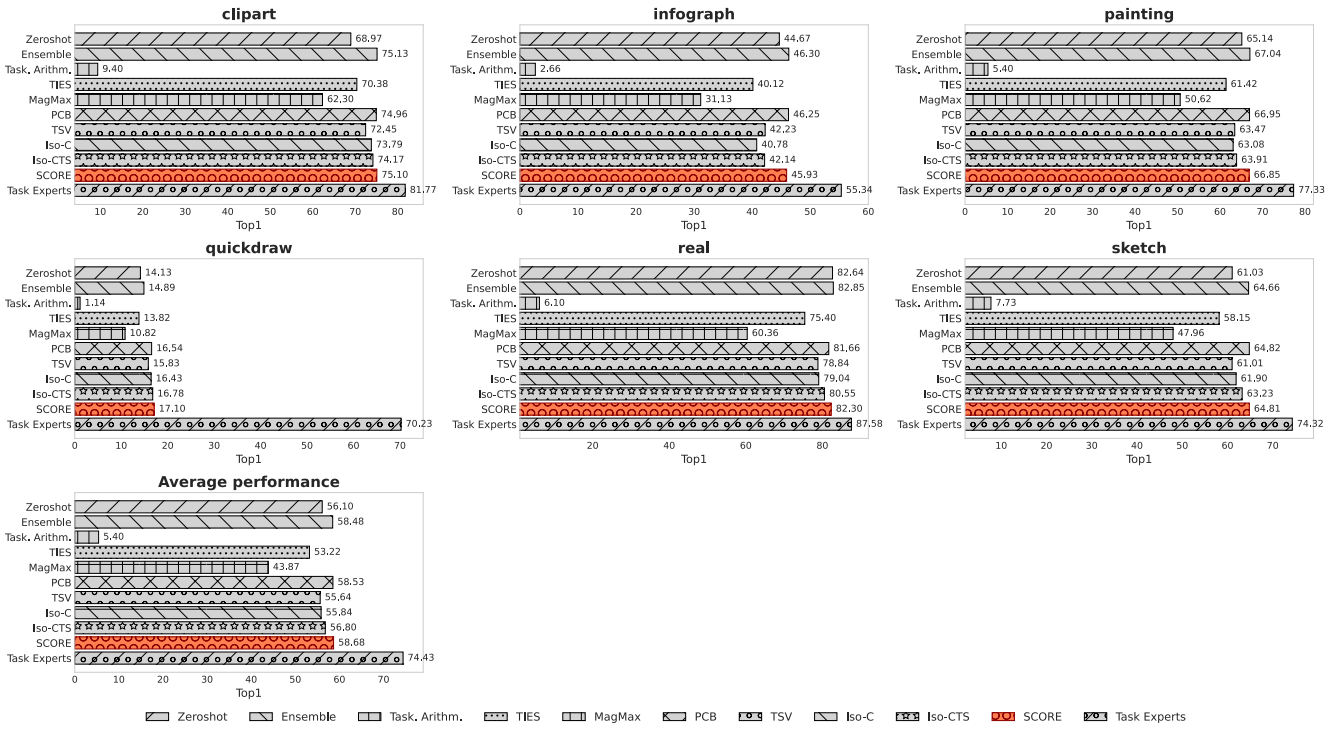 clipart
Zeroshot 68.97
Ensemble 75.13
Task. Arithm. 9.40
TIES 70.38
MagMax 62.30
PCB 74.96
TSV 72.45
Iso-C 73.79
Iso-CTS 74.17
SCORE 75.10
Task Experts 81.77
10 20 30 40 50 60 70 80
Top1
infograph
Zeroshot 44.67
Ensemble 46.30
Task. Arithm. 2.66
TIES 40.12
MagMax 31.13
PCB 46.25
TSV 42.23
Iso-C 40.78
Iso-CTS 42.14
SCORE 45.93
Task Experts 55.34
0 10 20 30 40 50 60
Top1
painting
Zeroshot 65.14
Ensemble 67.04
Task. Arithm. 5.40
TIES 61.42
MagMax 50.62
PCB 66.95
TSV 63.47
Iso-C 63.08
Iso-CTS 63.91
SCORE 66.85
Task Experts 77.33
0 10 20 30 40 50 60 70 80
Top1
quickdraw
Zeroshot 14.13
Ensemble 14.89
Task. Arithm. 1.14
TIES 13.82
MagMax 10.82
PCB 16.54
TSV 15.83
Iso-C 16.43
Iso-CTS 16.78
SCORE 17.10
Task Experts 70.23
0 10 20 30 40 50 60 70
Top1
real
Zeroshot 82.64
Ensemble 82.85
Task. Arithm. 6.10
TIES 75.40
MagMax 60.36
PCB 81.66
TSV 78.84
Iso-C 79.04
Iso-CTS 80.55
SCORE 82.30
Task Experts 87.58
20 40 60 80
Top1
sketch
Zeroshot 61.03
Ensemble 64.66
Task. Arithm. 7.73
TIES 58.15
MagMax 47.96
PCB 64.82
TSV 61.01
Iso-C 61.90
Iso-CTS 63.23
SCORE 64.81
Task Experts 74.32
10 20 30 40 50 60 70
Top1
Average performance
Zeroshot 56.10
Ensemble 58.48
Task. Arithm. 5.40
TIES 53.22
MagMax 43.87
PCB 58.53
TSV 55.64
Iso-C 55.84
Iso-CTS 56.80
SCORE 58.68
Task Experts 74.43
0 10 20 30 40 50 60 70
Top1
Zeroshot Ensemble Task. Arithm. TIES MagMax PCB TSV Iso-C Iso-CTS SCORE Task Experts